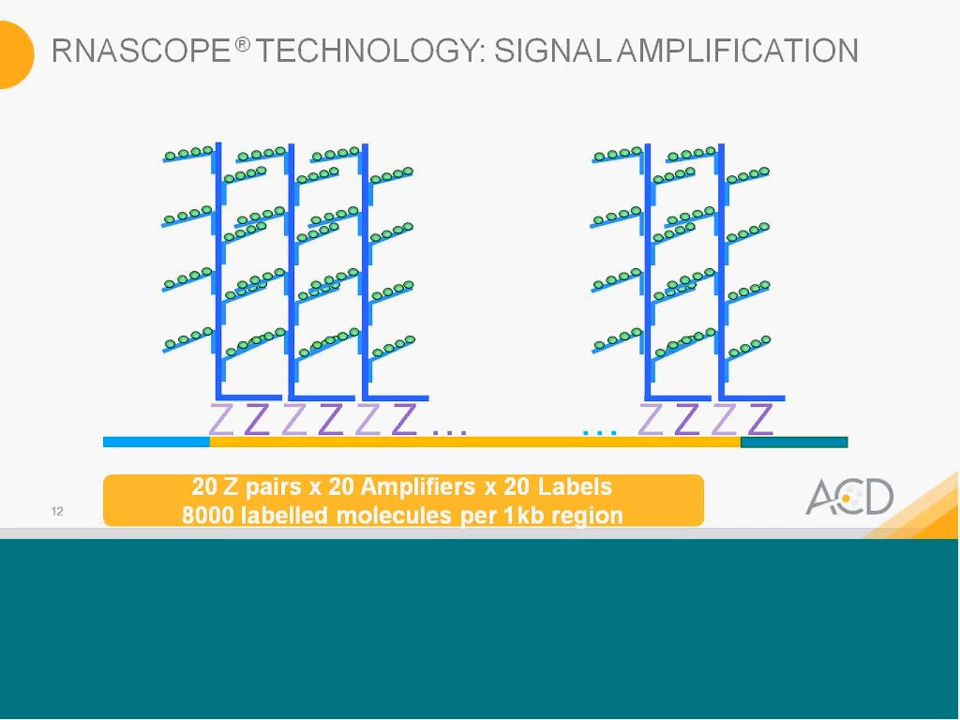 RNASCOPE® TECHNOLOGY: SIGNAL AMPLIFICATION
Z Z Z Z Z Z ... ... Z Z Z Z
20 Z pairs x 20 Amplifiers x 20 Labels
8000 labelled molecules per 1kb region
12
ACD